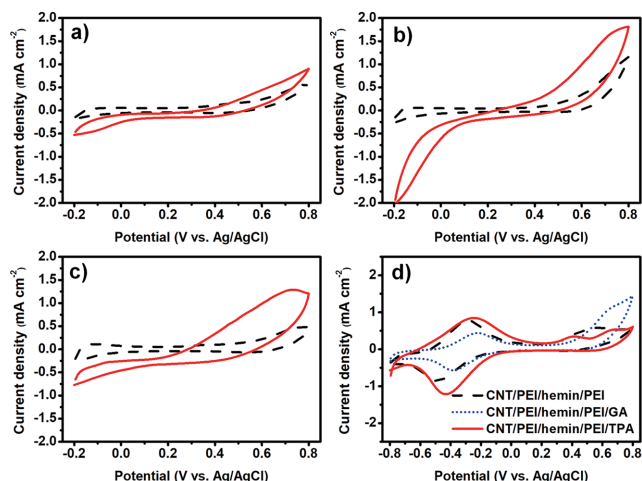 a)
2.0
1.5
1.0
0.5
0.0
-0.5
-1.0
-1.5
-2.0
Current density (mA cm⁻²)
-0.2 0.0 0.2 0.4 0.6 0.8
Potential (V vs. Ag/AgCl)
b)
2.0
1.5
1.0
0.5
0.0
-0.5
-1.0
-1.5
-2.0
Current density (mA cm⁻²)
-0.2 0.0 0.2 0.4 0.6 0.8
Potential (V vs. Ag/AgCl)
c)
2.0
1.5
1.0
0.5
0.0
-0.5
-1.0
-1.5
-2.0
Current density (mA cm⁻²)
-0.2 0.0 0.2 0.4 0.6 0.8
Potential (V vs. Ag/AgCl)
d)
2
1
0
-1
-2
Current density (mA cm⁻²)
CNT/PEI/hemin/PEI
CNT/PEI/hemin/PEI/GA
CNT/PEI/hemin/PEI/TPA
-0.8 -0.6 -0.4 -0.2 0.0 0.2 0.4 0.6 0.8
Potential (V vs. Ag/AgCl)